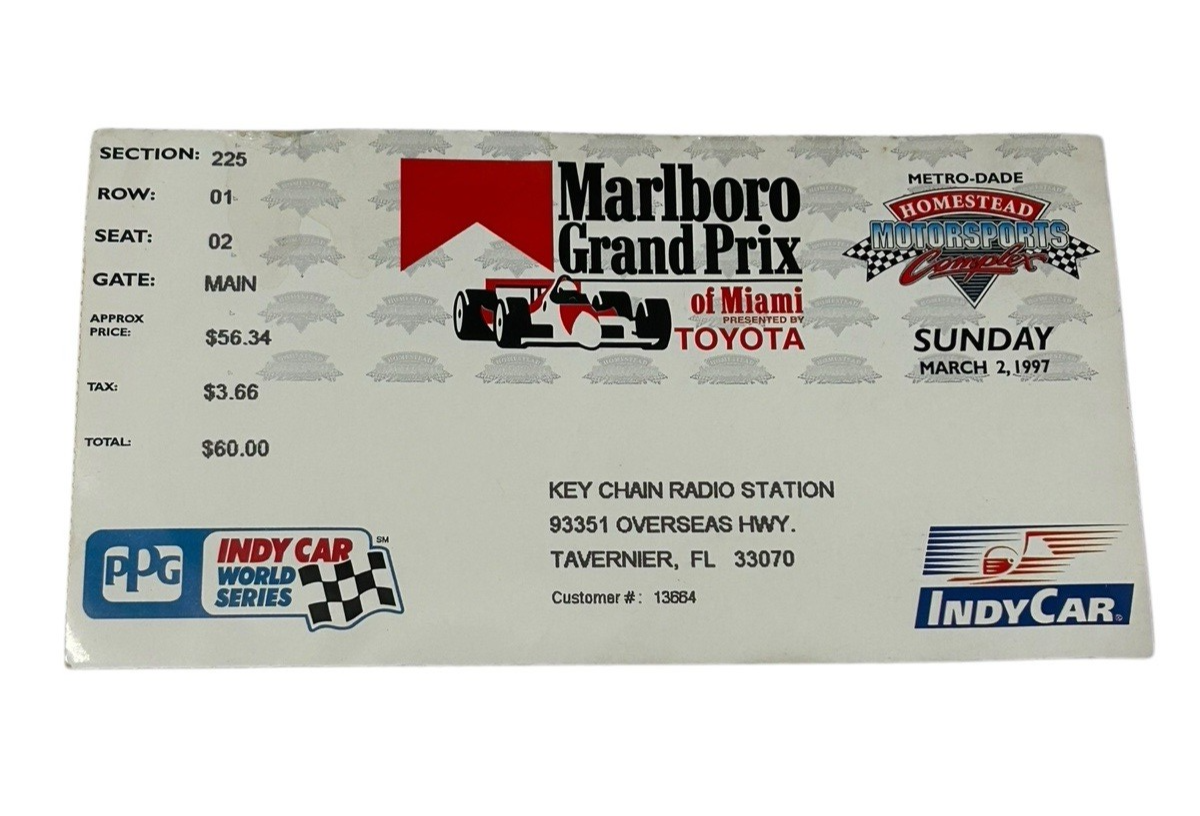 SECTION: 225
ROW: 01
SEAT: 02
GATE: MAIN
APPROX
PRICE: $56.34
TAX: $3.66
TOTAL: $60.00
Marlboro
Grand Prix
of Miami
PRESENTED BY
TOYOTA
METRO-DADE
HOMESTEAD
MOTORSPORTS
Complex
SUNDAY
MARCH 2, 1997
KEY CHAIN RADIO STATION
93351 OVERSEAS HWY.
TAVERNIER, FL 33070
Customer #: 13664
PPG
INDY CAR
WORLD
SERIES
SM
INDYCAR®